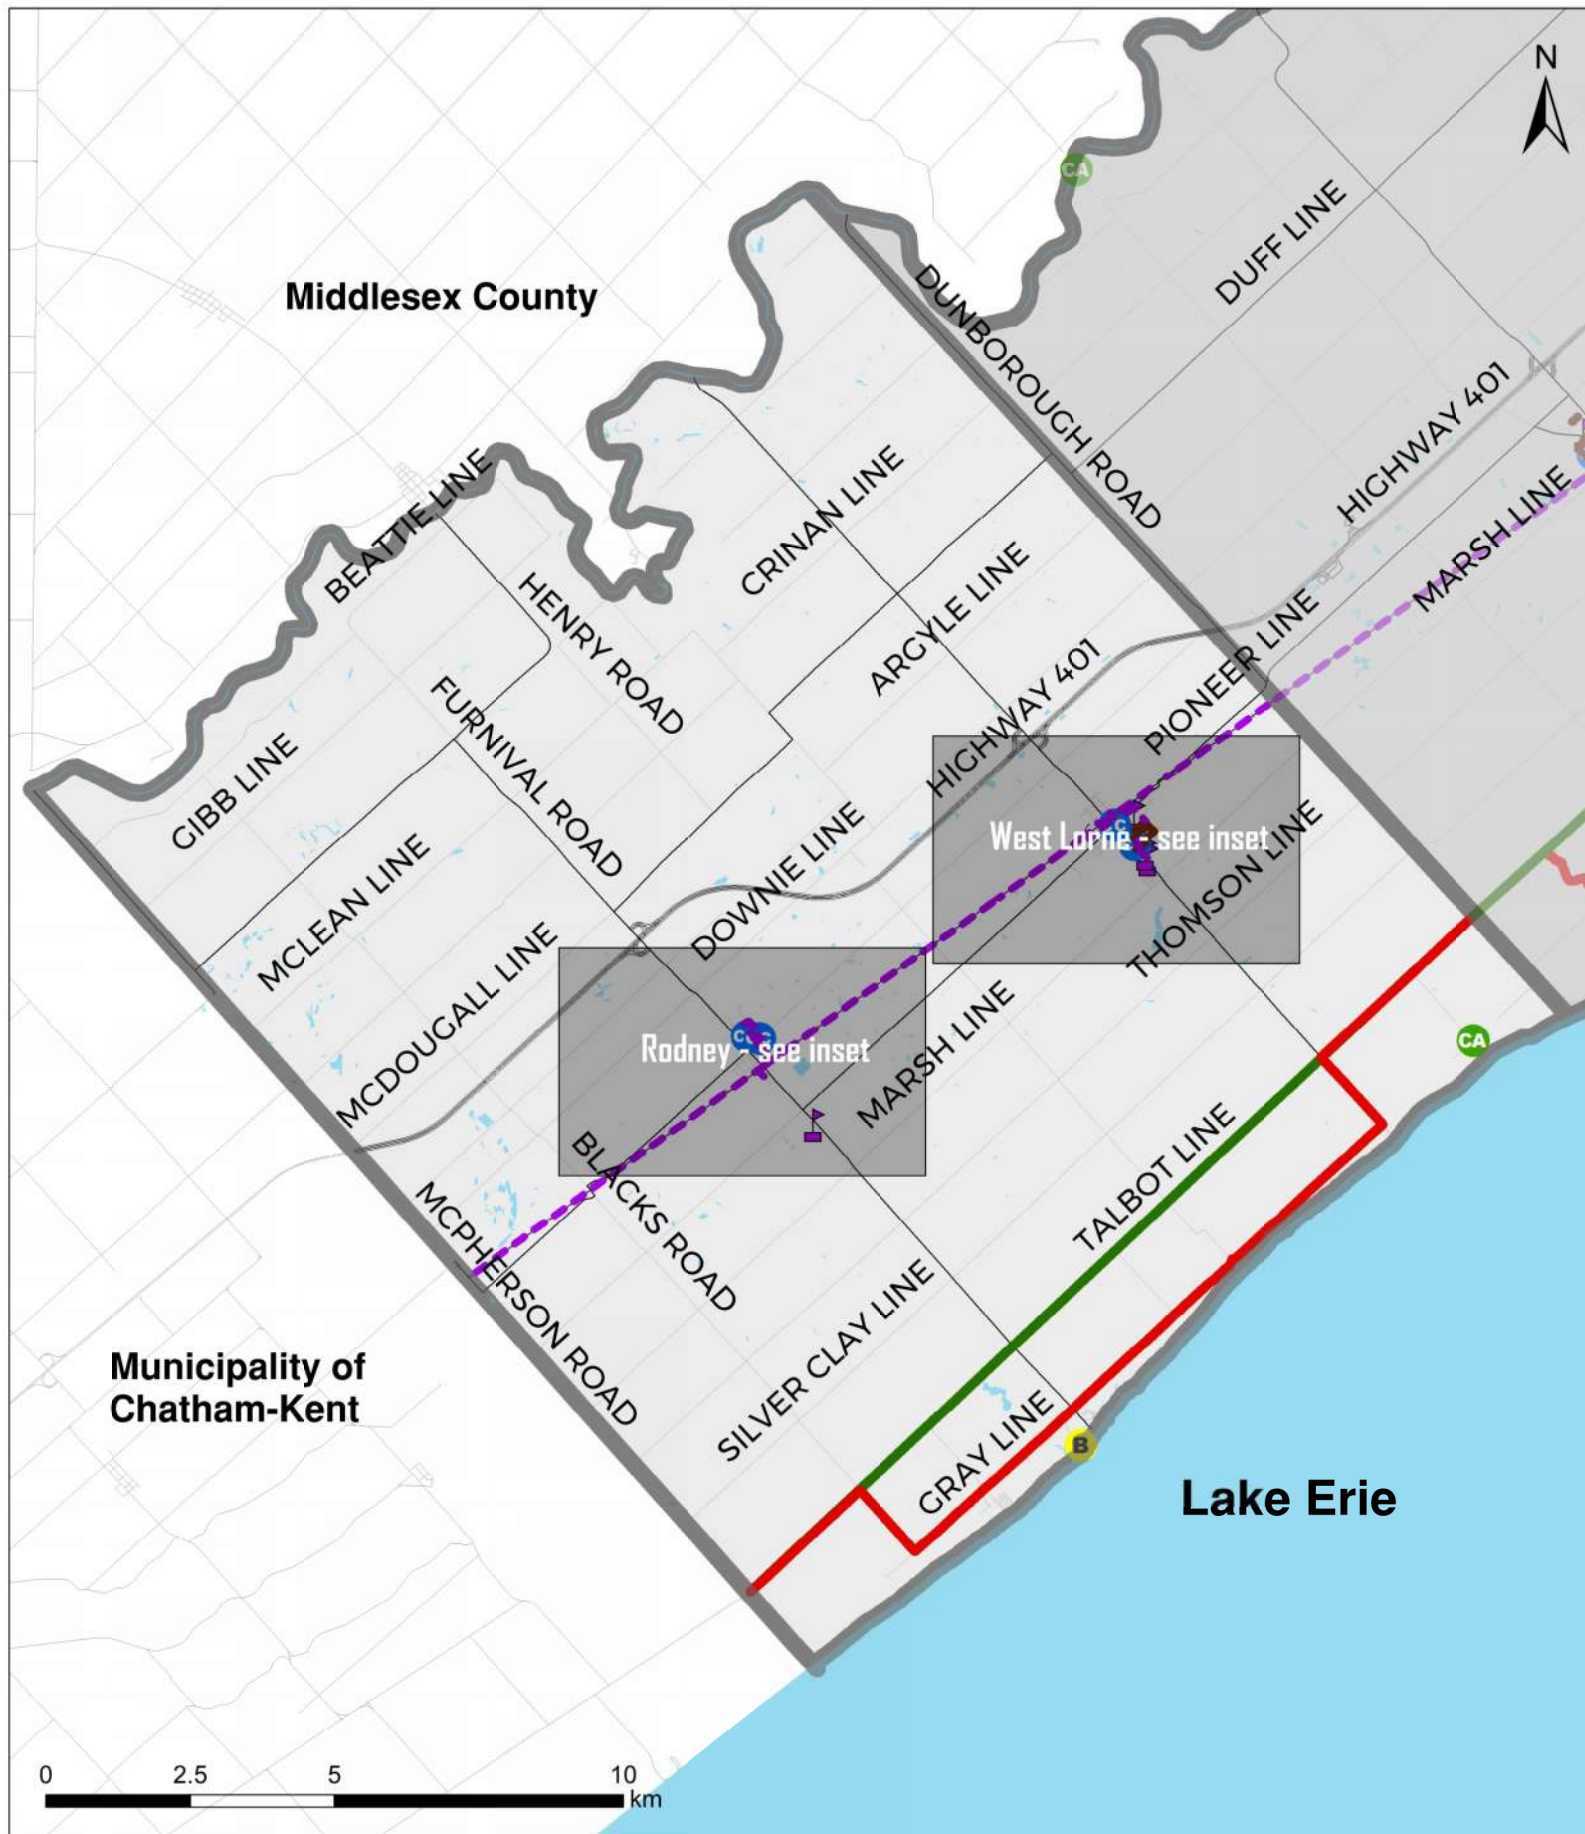 N
CA
DUFF LINE
Middlesex County
DUNBOROUGH ROAD
HIGHWAY 401
BEATTIE LINE
CRINAN LINE
MARSH LINE
HENRY ROAD
ARGYLE LINE
PIONEER LINE
FURNIVAL ROAD
HIGHWAY 401
GIBB LINE
West Lorne - see inset
THOMSON LINE
DOWNIE LINE
MCLEAN LINE
MCDOUGALL LINE
Rodney - see inset
MARSH LINE
CA
BLACKS ROAD
TALBOT LINE
MCPHERSON ROAD
SILVER CLAY LINE
Municipality of
Chatham-Kent
GRAY LINE
B
Lake Erie
0 2.5 5 10
km